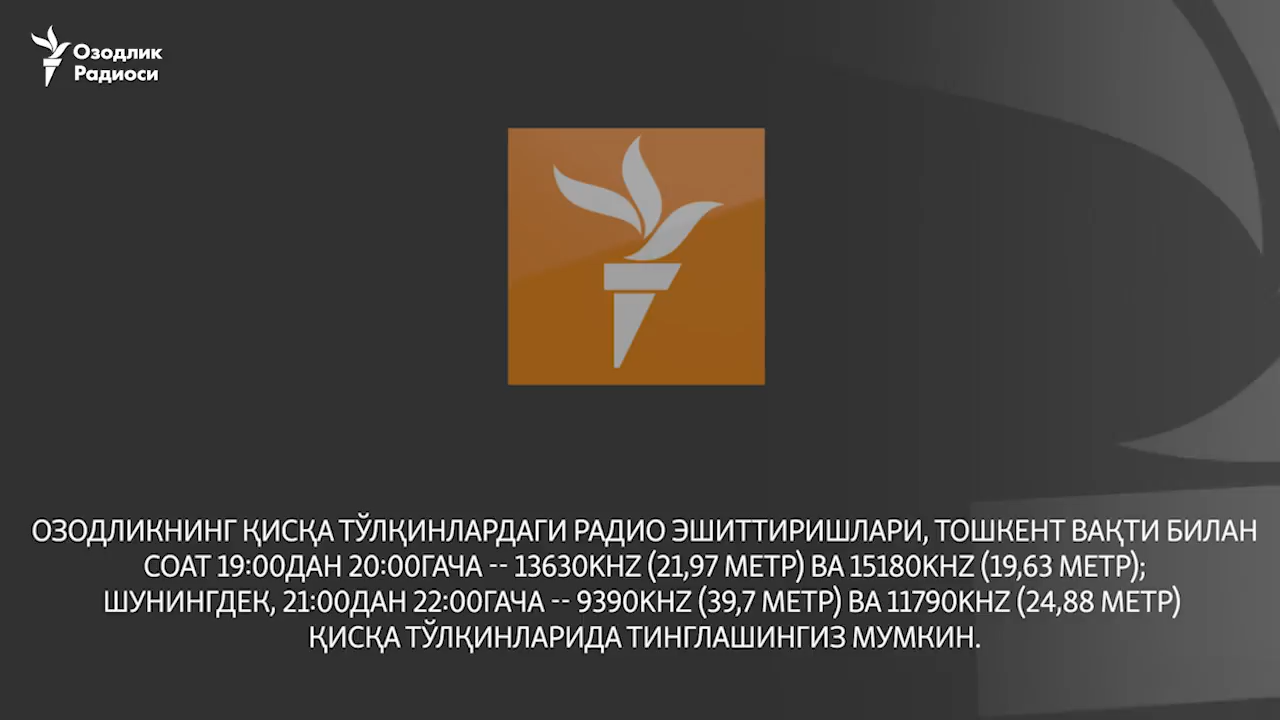 Озодлик
Радиоси
ОЗОДЛИКНИНГ ҚИСҚА ТЎЛҚИНЛАРДАГИ РАДИО ЭШИТТИРИШЛАРИ, ТОШКЕНТ ВАҚТИ БИЛАН
СОАТ 19:00ДАН 20:00ГАЧА -- 13630KHZ (21,97 МЕТР) ВА 15180KHZ (19,63 МЕТР);
ШУНИНГДЕК, 21:00ДАН 22:00ГАЧА -- 9390KHZ (39,7 МЕТР) ВА 11790KHZ (24,88 МЕТР)
ҚИСҚА ТЎЛҚИНЛАРИДА ТИНГЛАШИНГИЗ МУМКИН.